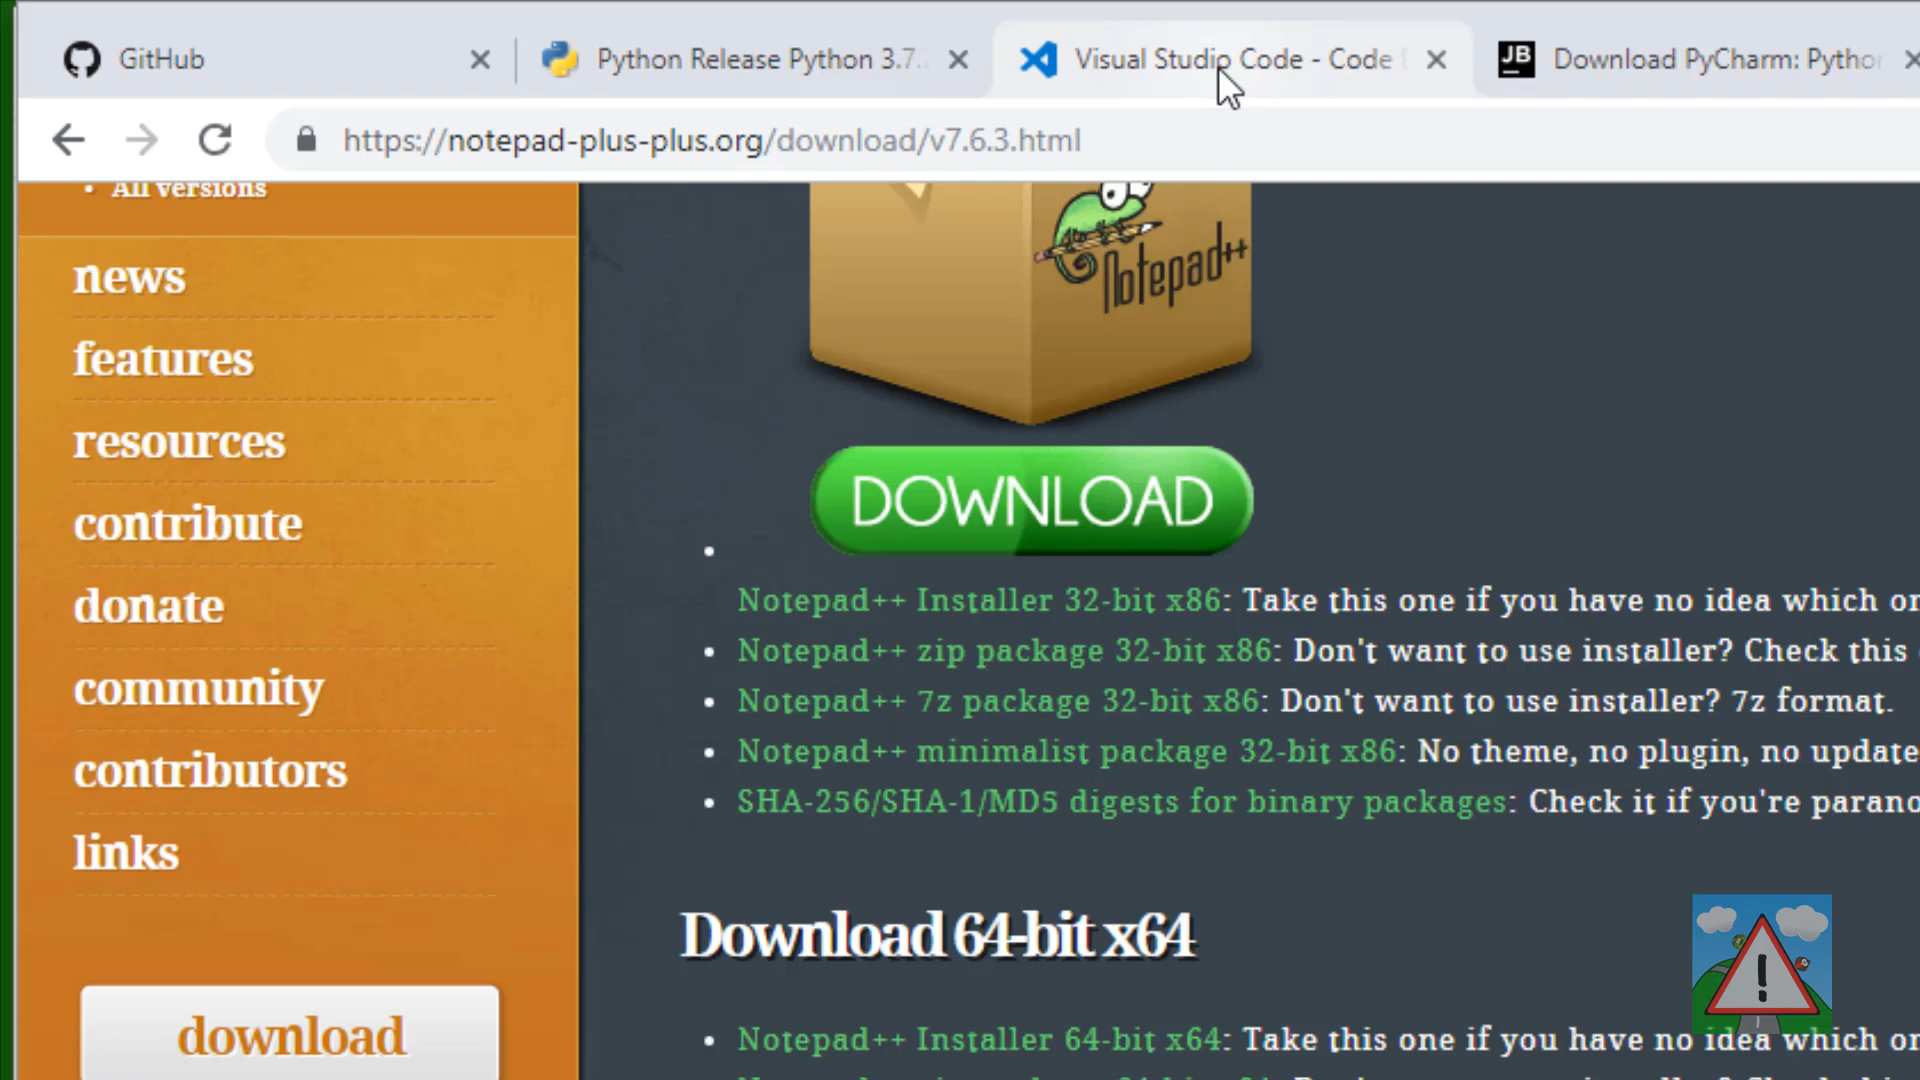 GitHub
Python Release Python 3.7..
Visual Studio Code - Code
Download PyCharm: Python
https://notepad-plus-plus.org/download/v7.6.3.html
All versions
Notepad++
news
features
resources
contribute
donate
community
contributors
links
download
DOWNLOAD
Notepad++ Installer 32-bit x86: Take this one if you have no idea which
Notepad++ zip package 32-bit x86: Don't want to use installer? Check this
Notepad++ 7z package 32-bit x86: Don't want to use installer? 7z format.
Notepad++ minimalist package 32-bit x86: No theme, no plugin, no update
SHA-256/SHA-1/MD5 digests for binary packages: Check it if you're
Download 64-bit x64
Notepad++ Installer 64-bit x64: Take this one if you have no idea which